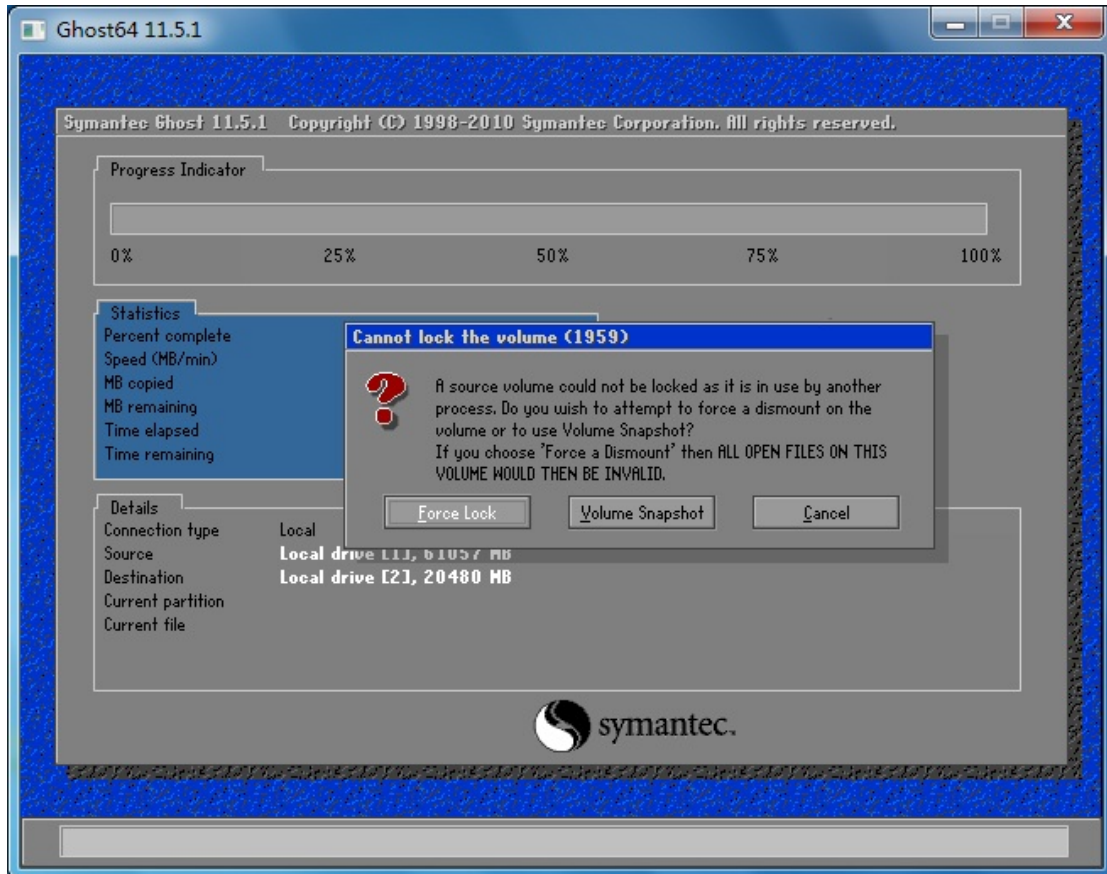 Ghost64 11.5.1
Symantec Ghost 11.5.1 Copyright (C) 1998-2010 Symantec Corporation. All rights reserved.
Progress Indicator
0% 25% 50% 75% 100%
Statistics
Percent complete
Speed (MB/min)
MB copied
MB remaining
Time elapsed
Time remaining
Cannot lock the volume (1959)
A source volume could not be locked as it is in use by another
process. Do you wish to attempt to force a dismount on the
volume or to use Volume Snapshot?
If you choose 'Force a Dismount' then ALL OPEN FILES ON THIS
VOLUME WOULD THEN BE INVALID.
Force Lock Volume Snapshot Cancel
Details
Connection type Local
Source Local drive [1], 61057 MB
Destination Local drive [2], 20480 MB
Current partition
Current file
symantec.